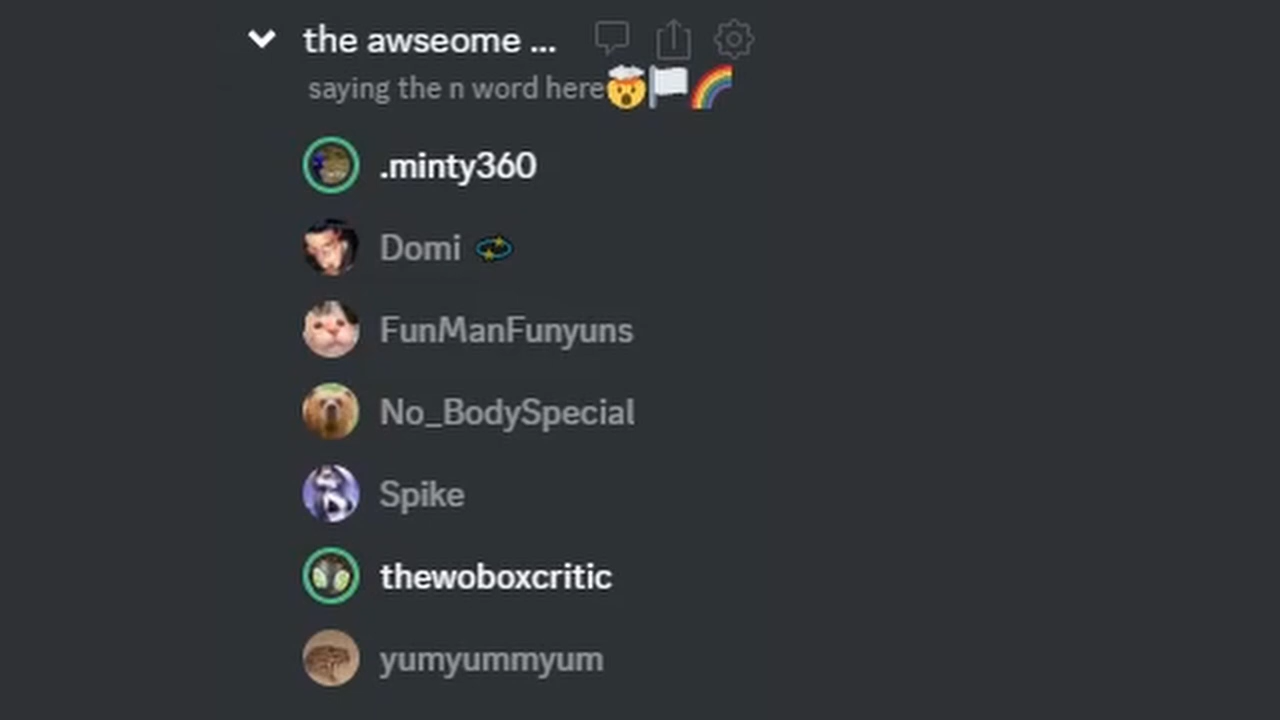 the awseome ...
saying the n word here🤯🏳🌈
.minty360
Domi 💫
FunManFunyuns
No_BodySpecial
Spike
thewoboxcritic
yumyummyum